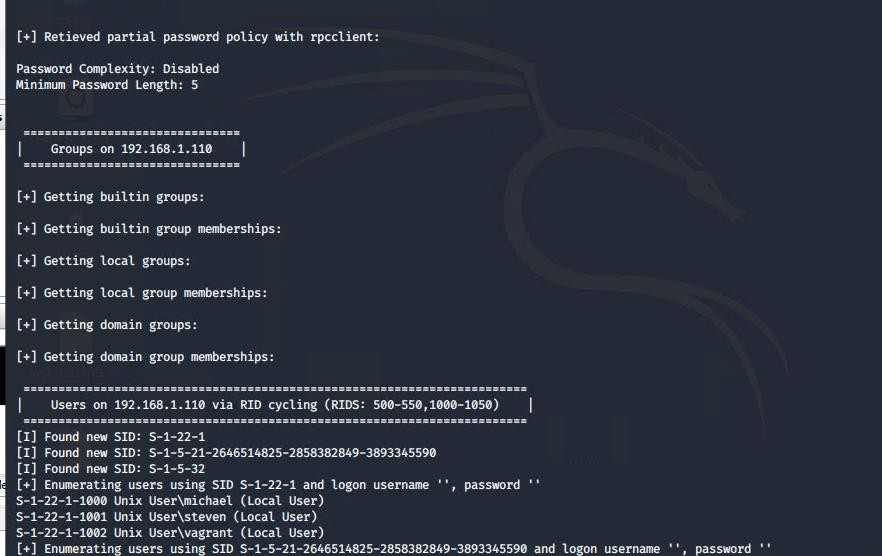 [+] Retieved partial password policy with rpcclient:
Password Complexity: Disabled
Minimum Password Length: 5
===============================
|    Groups on 192.168.1.110    |
===============================
[+] Getting builtin groups:
[+] Getting builtin group memberships:
[+] Getting local groups:
[+] Getting local group memberships:
[+] Getting domain groups:
[+] Getting domain group memberships:
========================================================================
|    Users on 192.168.1.110 via RID cycling (RIDS: 500-550,1000-1050)    |
========================================================================
[I] Found new SID: S-1-22-1
[I] Found new SID: S-1-5-21-2646514825-2858382849-3893345590
[I] Found new SID: S-1-5-32
[+] Enumerating users using SID S-1-22-1 and logon username '', password ''
S-1-22-1-1000 Unix User\michael (Local User)
S-1-22-1-1001 Unix User\steven (Local User)
S-1-22-1-1002 Unix User\vagrant (Local User)
[+] Enumerating users using SID S-1-5-21-2646514825-2858382849-3893345590 and logon username '', password ''